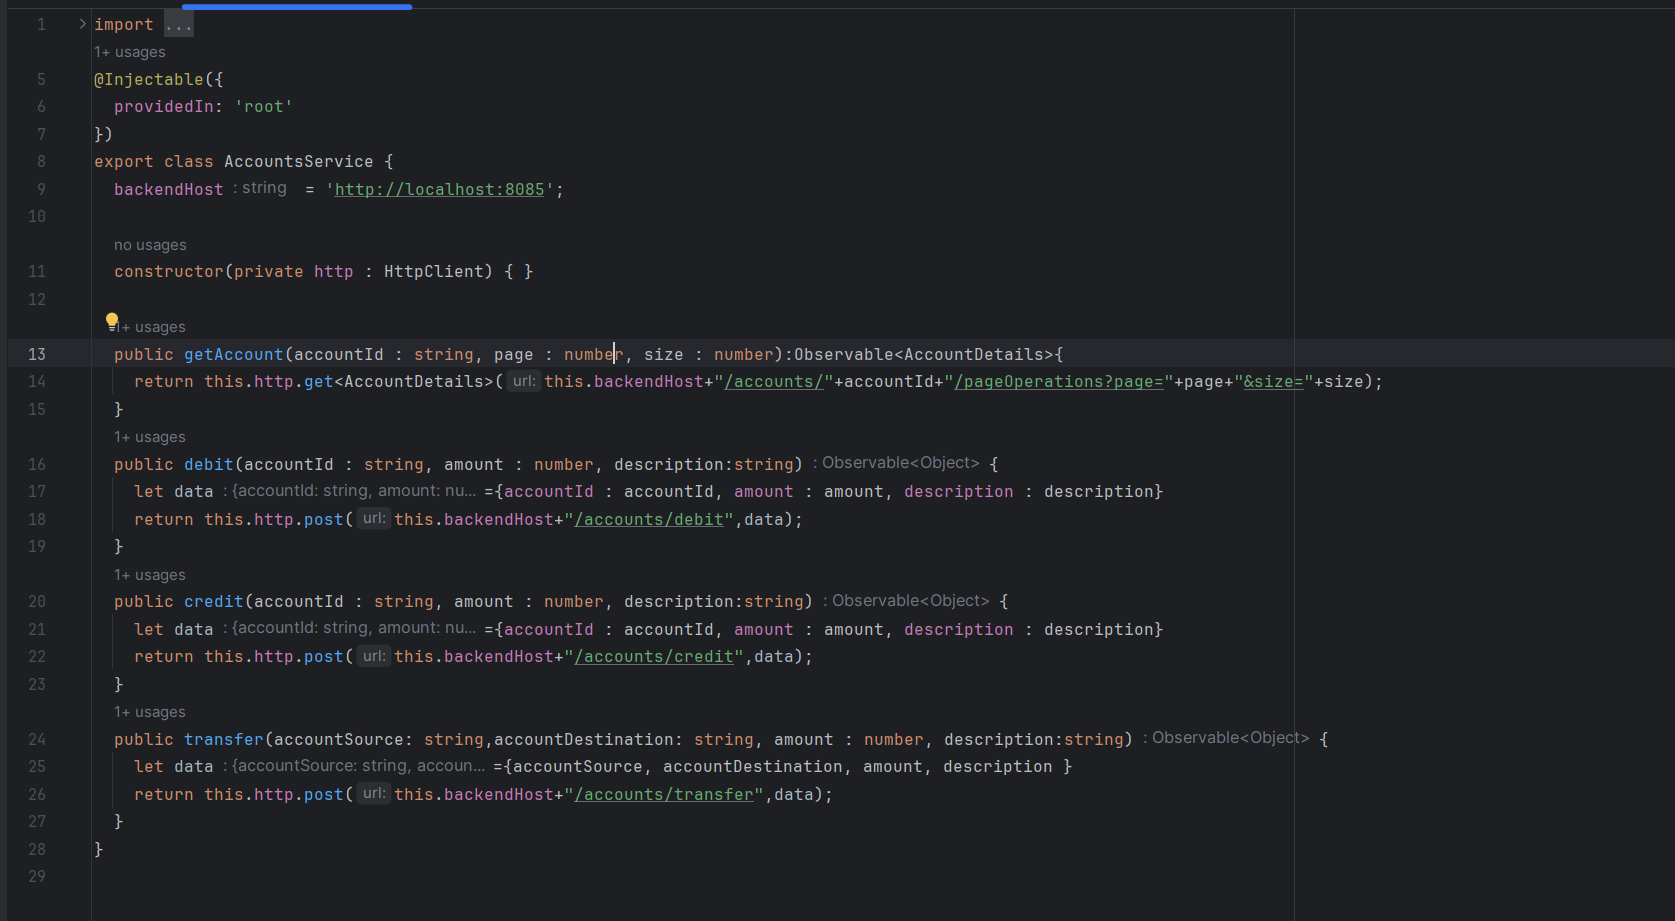 1 import ...
1+ usages
5 @Injectable({
6 providedIn: 'root'
7 })
8 export class AccountsService {
9 backendHost : string = 'http://localhost:8085';
10
no usages
11 constructor(private http : HttpClient) { }
12
1+ usages
13 public getAccount(accountId : string, page : number, size : number):Observable<AccountDetails>{
14 return this.http.get<AccountDetails>( url: this.backendHost+"/accounts/"+accountId+"/pageOperations?page="+page+"&size="+size);
15 }
1+ usages
16 public debit(accountId : string, amount : number, description:string) : Observable<Object> {
17 let data : {accountId: string, amount: nu... ={accountId : accountId, amount : amount, description : description}
18 return this.http.post( url: this.backendHost+"/accounts/debit",data);
19 }
1+ usages
20 public credit(accountId : string, amount : number, description:string) : Observable<Object> {
21 let data : {accountId: string, amount: nu... ={accountId : accountId, amount : amount, description : description}
22 return this.http.post( url: this.backendHost+"/accounts/credit",data);
23 }
1+ usages
24 public transfer(accountSource: string,accountDestination: string, amount : number, description:string) : Observable<Object> {
25 let data : {accountSource: string, accoun... ={accountSource, accountDestination, amount, description }
26 return this.http.post( url: this.backendHost+"/accounts/transfer",data);
27 }
28 }
29